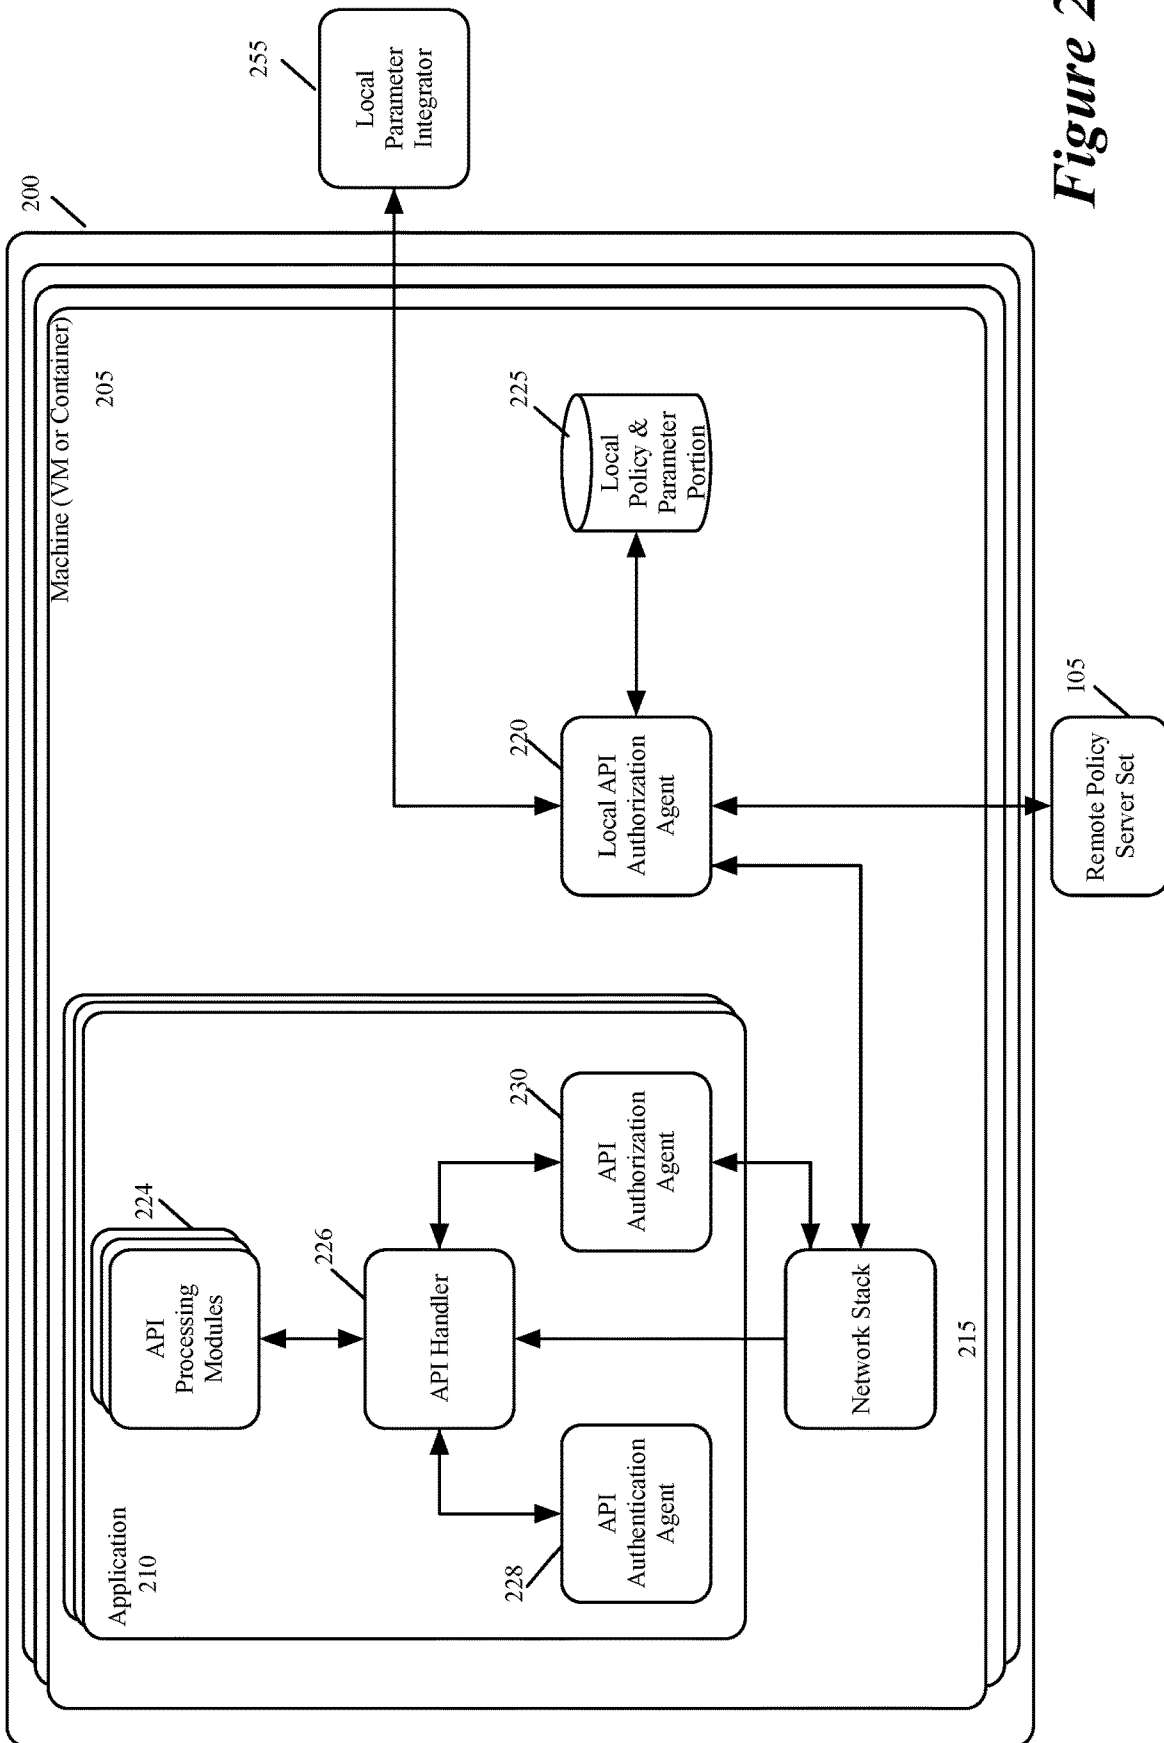 200
Machine (VM or Container)
205
Application
210
API
Processing
Modules
224
API Handler
226
API
Authentication
Agent
228
API
Authorization
Agent
230
Network Stack
215
Local API
Authorization
Agent
220
Local
Policy &
Parameter
Portion
225
Local
Parameter
Integrator
255
Remote Policy
Server Set
105
Figure 2